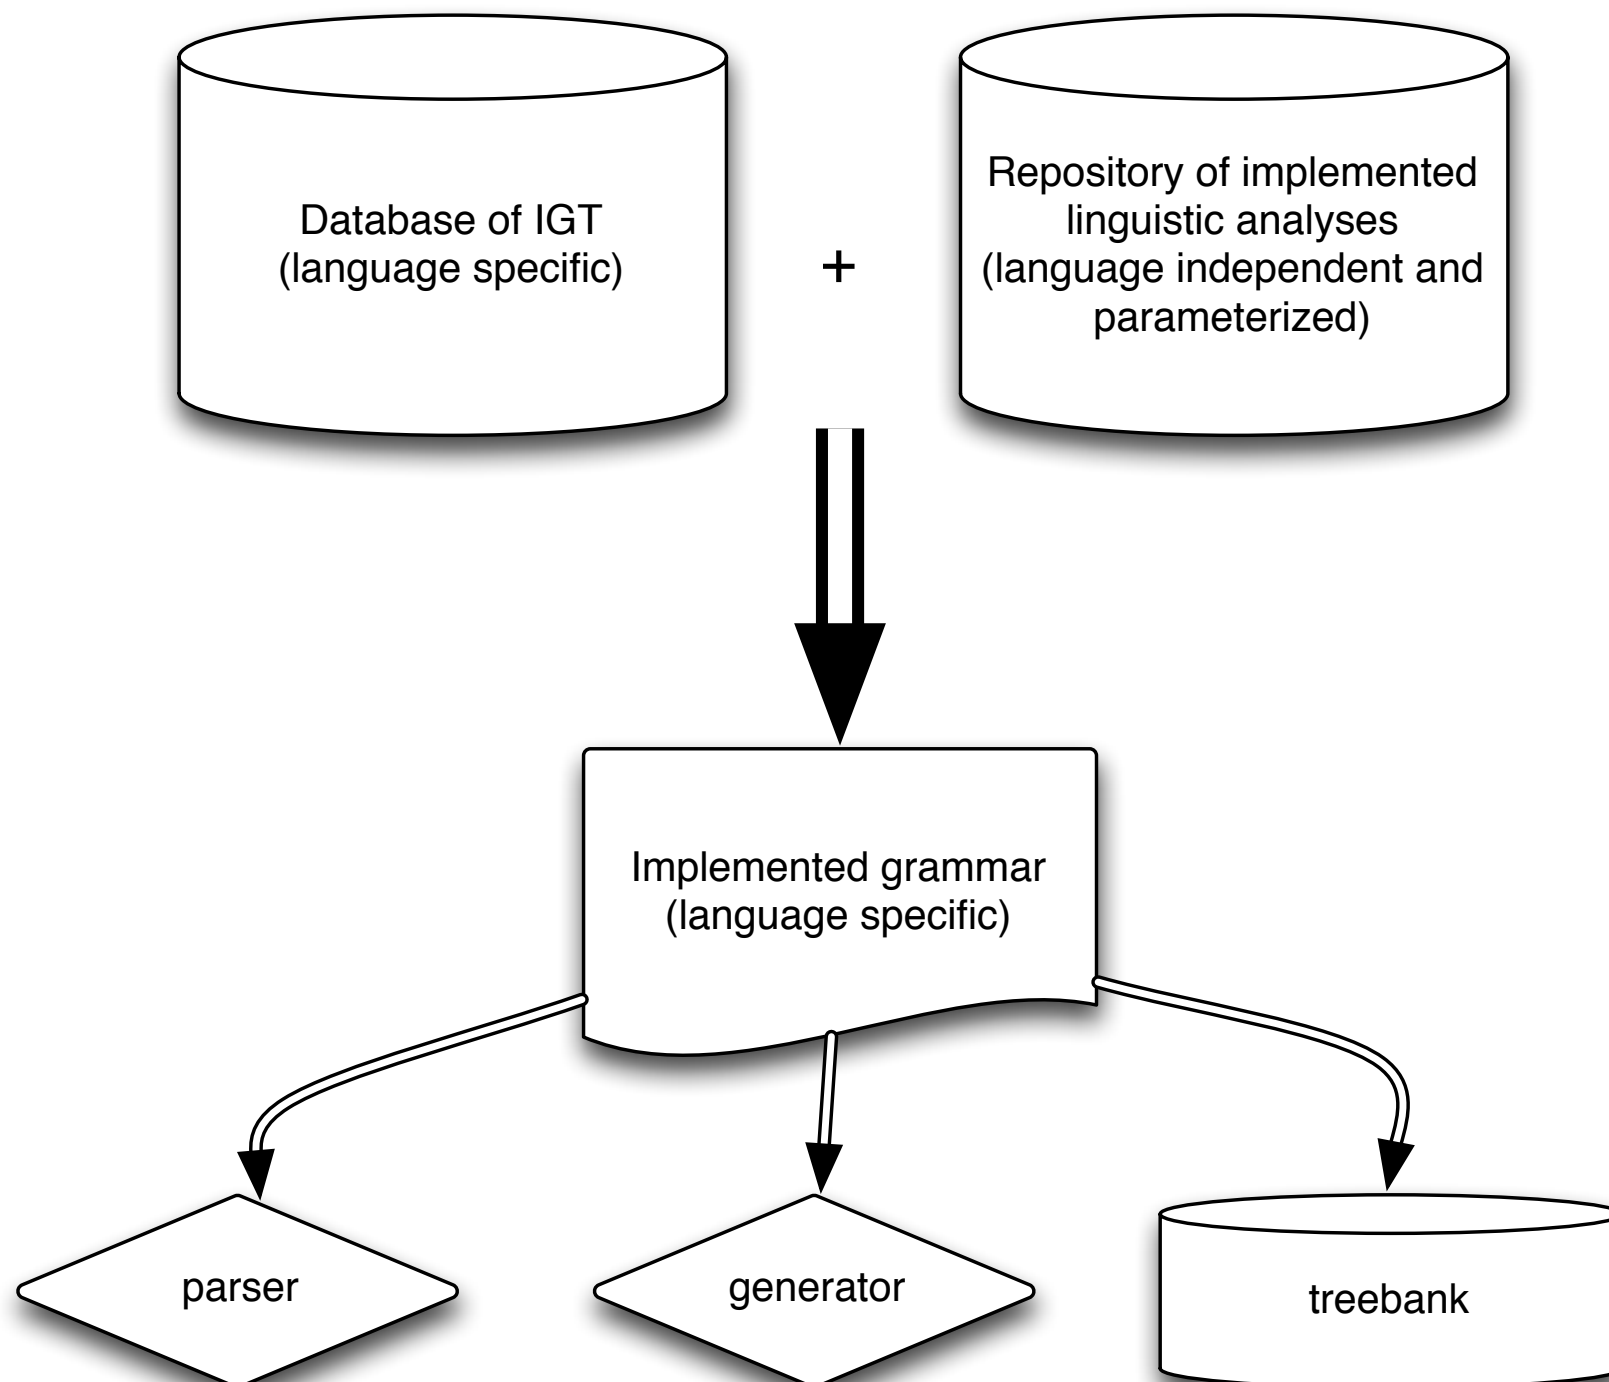 Database of IGT
(language specific)
+
Repository of implemented
linguistic analyses
(language independent and
parameterized)
Implemented grammar
(language specific)
parser
generator
treebank